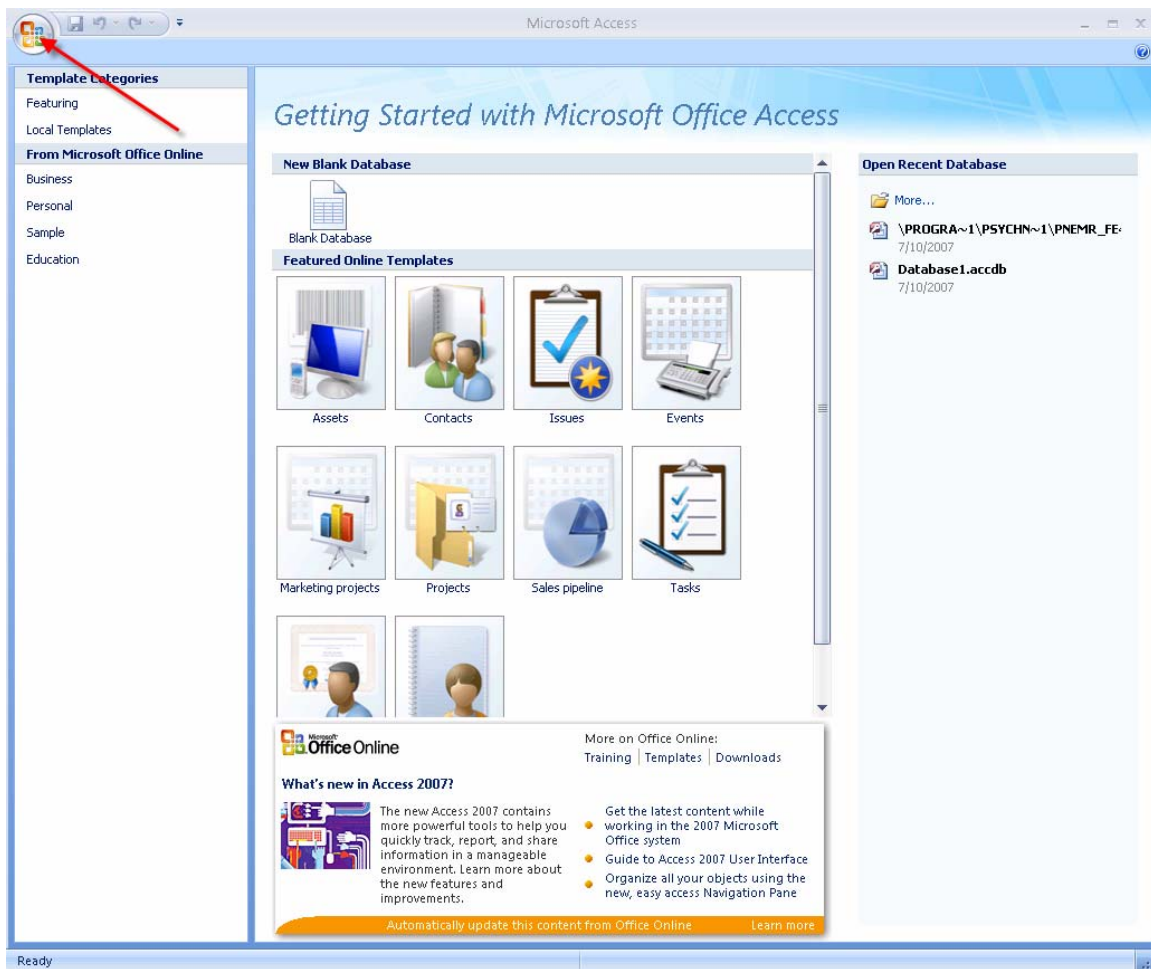 Microsoft Access
Template Categories
Featuring
Local Templates
From Microsoft Office Online
Business
Personal
Sample
Education
Getting Started with Microsoft Office Access
New Blank Database
Blank Database
Featured Online Templates
Assets
Contacts
Issues
Events
Marketing projects
Projects
Sales pipeline
Tasks
Microsoft
Office Online
More on Office Online:
Training | Templates | Downloads
What's new in Access 2007?
The new Access 2007 contains
more powerful tools to help you
quickly track, report, and share
information in a manageable
environment. Learn more about
the new features and
improvements.
Get the latest content while
working in the 2007 Microsoft
Office system
Guide to Access 2007 User Interface
Organize all your objects using the
new, easy access Navigation Pane
Automatically update this content from Office Online
Learn more
Open Recent Database
More...
\PROGRA~1\PSYCHN~1\PNEMR_FE
7/10/2007
Database1.accdb
7/10/2007
Ready